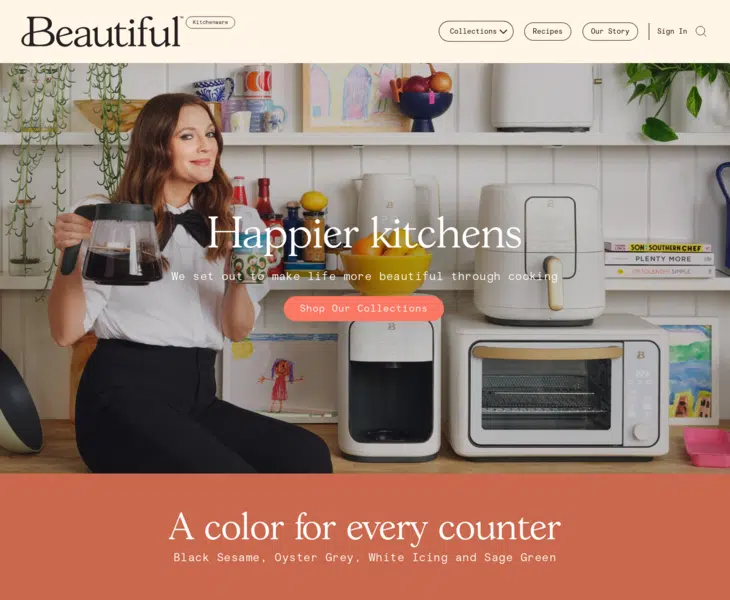 Beautiful™
Kitchenware
Collections
Recipes
Our Story
Sign In
SON OF A SOUTHERN CHEF
PLENTY MORE
SIMPLE
Happier kitchens
We set out to make life more beautiful through cooking
Shop Our Collections
A color for every counter
Black Sesame, Oyster Grey, White Icing and Sage Green